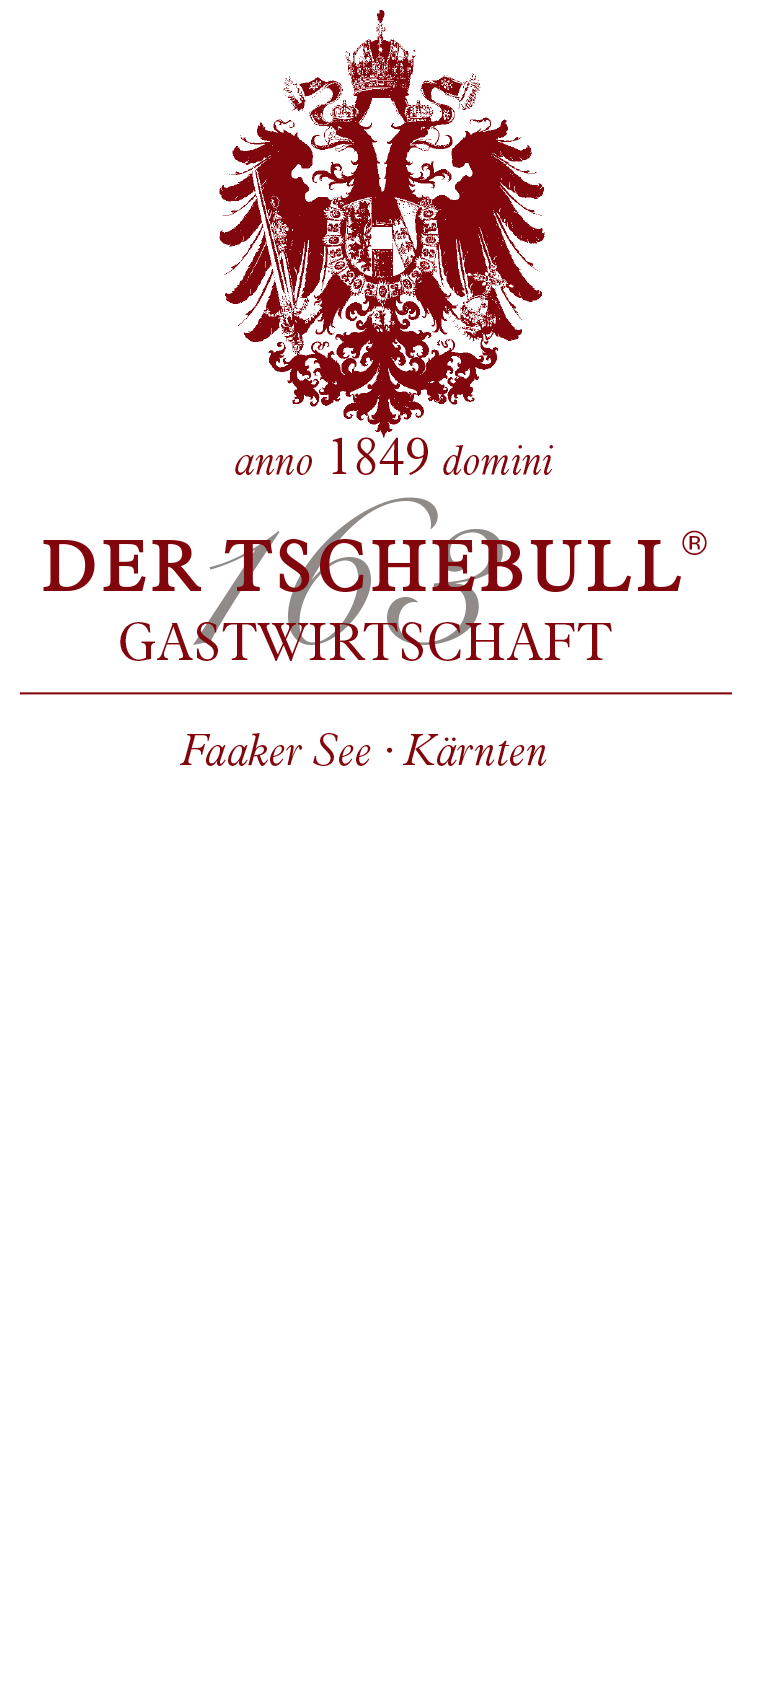 anno 1849 domini
163
DER TSCHEBULL®
GASTWIRTSCHAFT
Faaker See · Kärnten